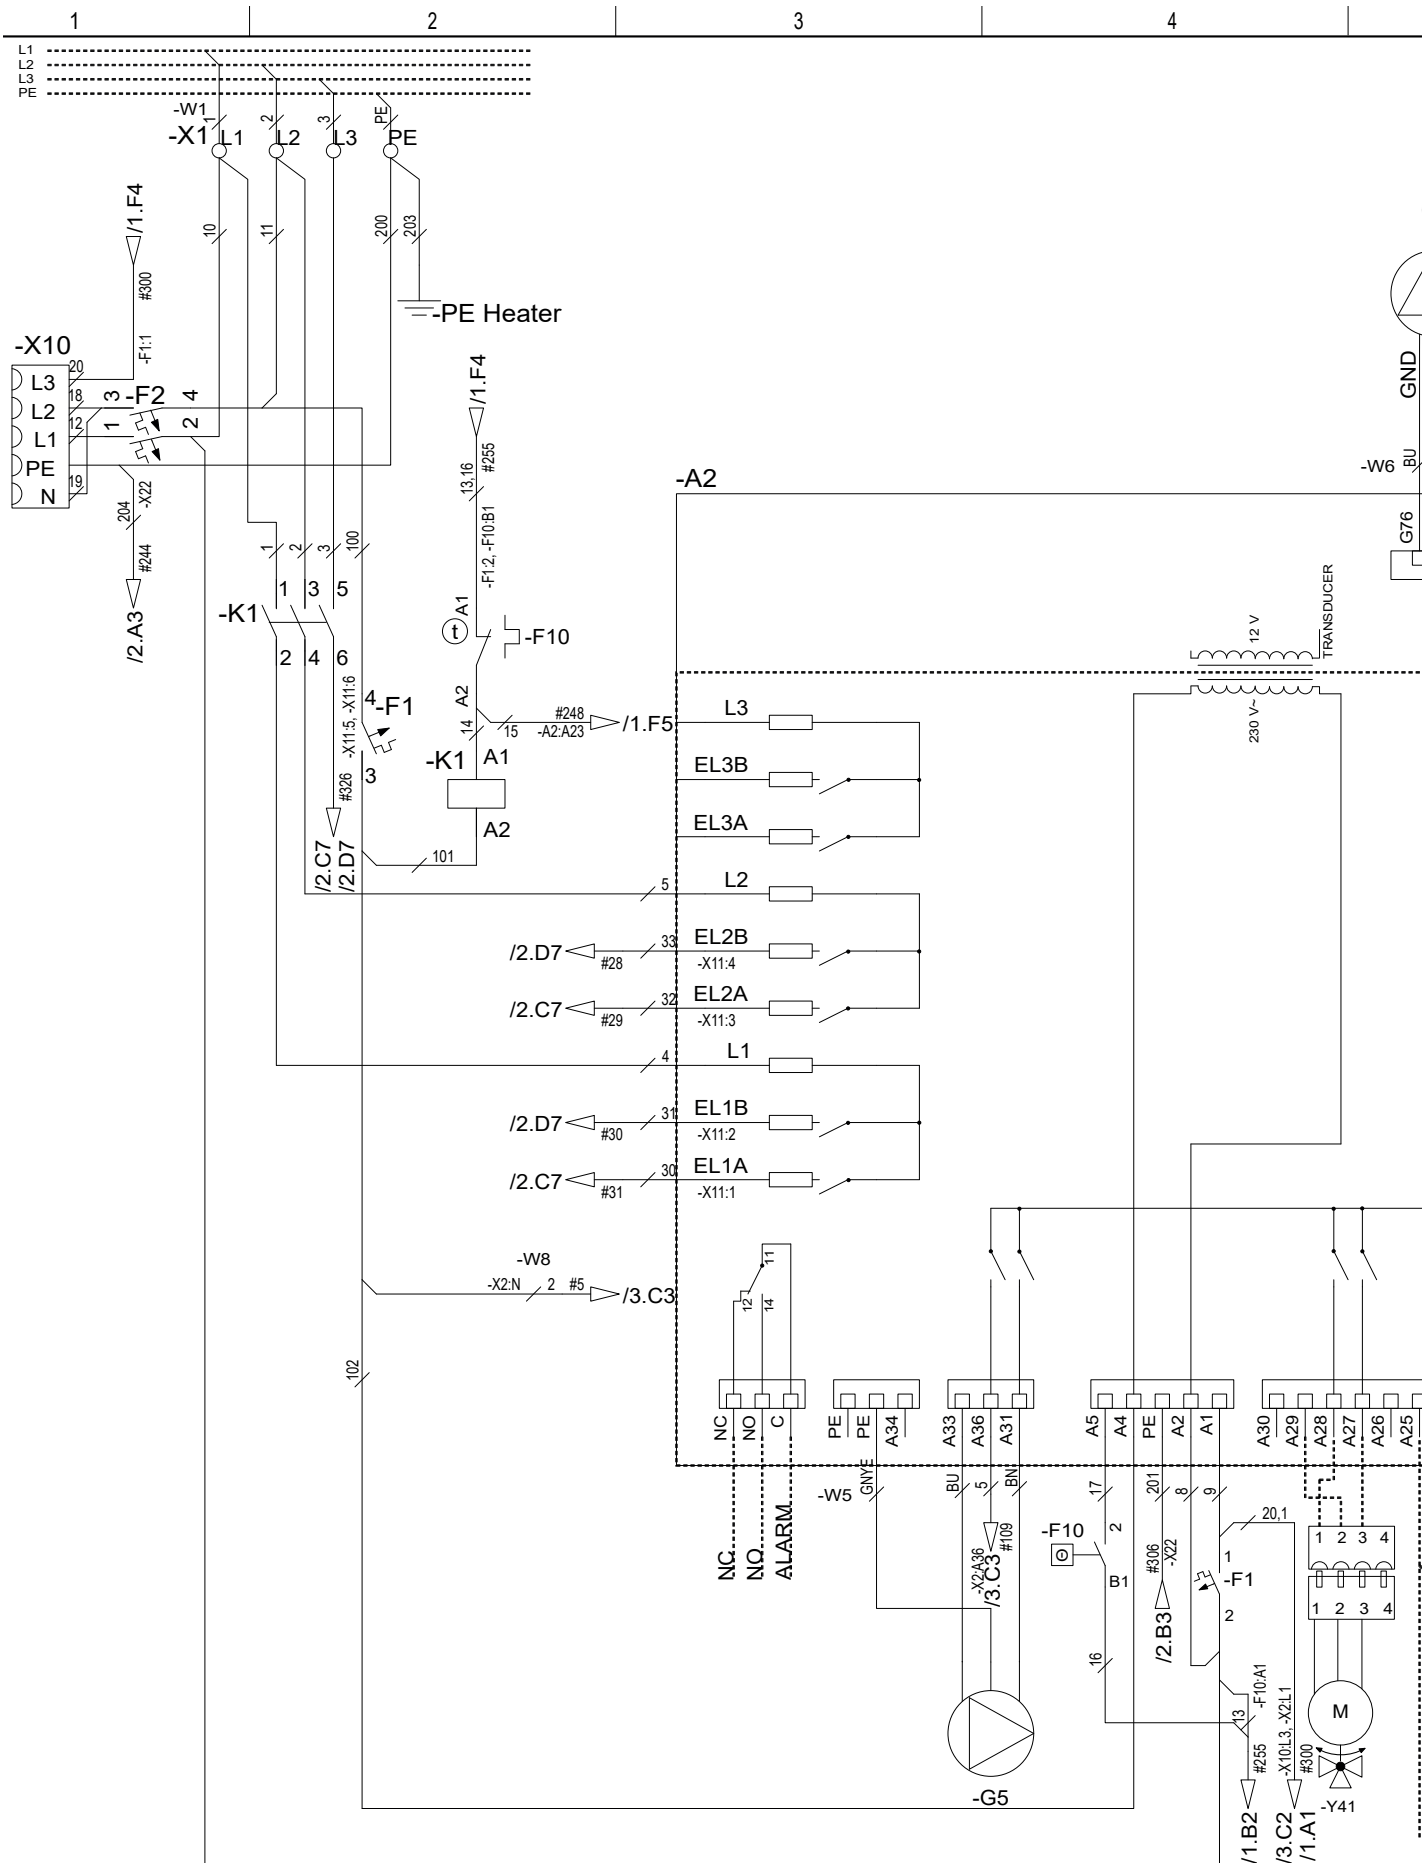 1 2 3 4
L1
L2
L3
PE
-W1 1 2 3 PE
-X1 L1 L2 L3 PE
/1.F4
10 11 200 203
#300
-F1:1
-PE Heater
-X10
L3 20
L2 18
L1 12
PE
N 19
3 -F2 4
1 2
204
-X22
#244
/2.A3
/1.F4
#255
13,16
-F1:2, -F10:B1
1 2 3 100
1 3 5
-K1
2 4 6
A1
t
-F10
A2
-X11:5, -X11:6
#326
4
-F1
3
/2.C7
/2.D7
14 15
#248
-A2:A23
/1.F5
-K1 A1
A2
101
-A2
GND
-W6 BU
G76
TRANSDUCER
12 V
230 V~
L3
EL3B
EL3A
5 L2
/2.D7 #28 33 EL2B
-X11:4
/2.C7 #29 32 EL2A
-X11:3
4 L1
/2.D7 #30 31 EL1B
-X11:2
/2.C7 #31 30 EL1A
-X11:1
-W8
-X2:N 2 #5 /3.C3
11
12 14
102
NC NO C
PE PE A34
A33 A36 A31
A5 A4 PE A2 A1
A30 A29 A28 A27 A26 A25
NC
NO
ALARM
-W5 GNYE
BU 5 BN
-X2:A36
#109
/3.C3
17 201 8 9
20,1
-F10 2
B1
16
#306
-X22
/2.B3
1
-F1
2
1 2 3 4
1 2 3 4
13
-F10:A1
#255
/1.B2
-X10:L3, -X2:L1
#300
/3.C2
/1.A1
M
-Y41
-G5